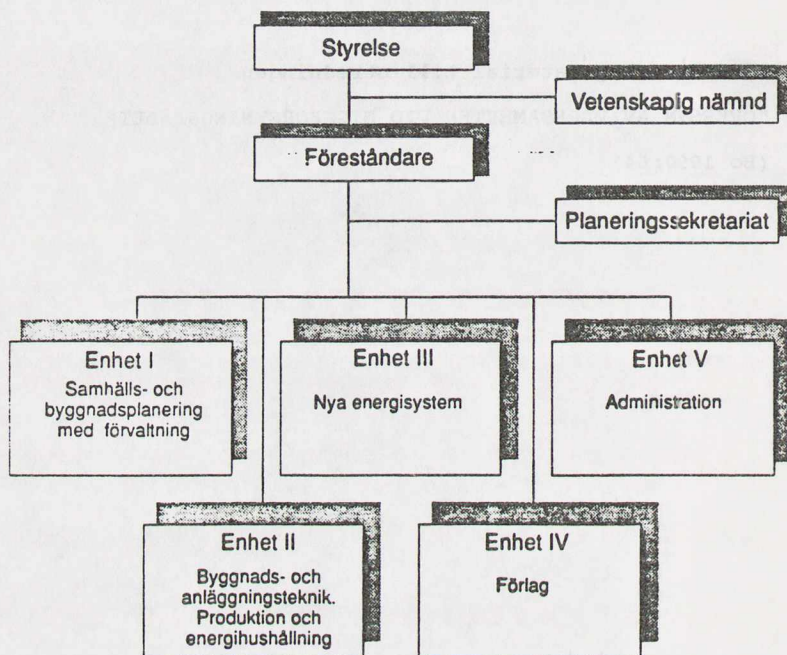 Styrelse
Vetenskapig nämnd
Föreståndare
Planeringssekretariat
Enhet I
Samhälls- och
byggnadsplanering
med förvaltning
Enhet III
Nya energisystem
Enhet V
Administration
Enhet II
Byggnads- och
anläggningsteknik.
Produktion och
energihushållning
Enhet IV
Förlag